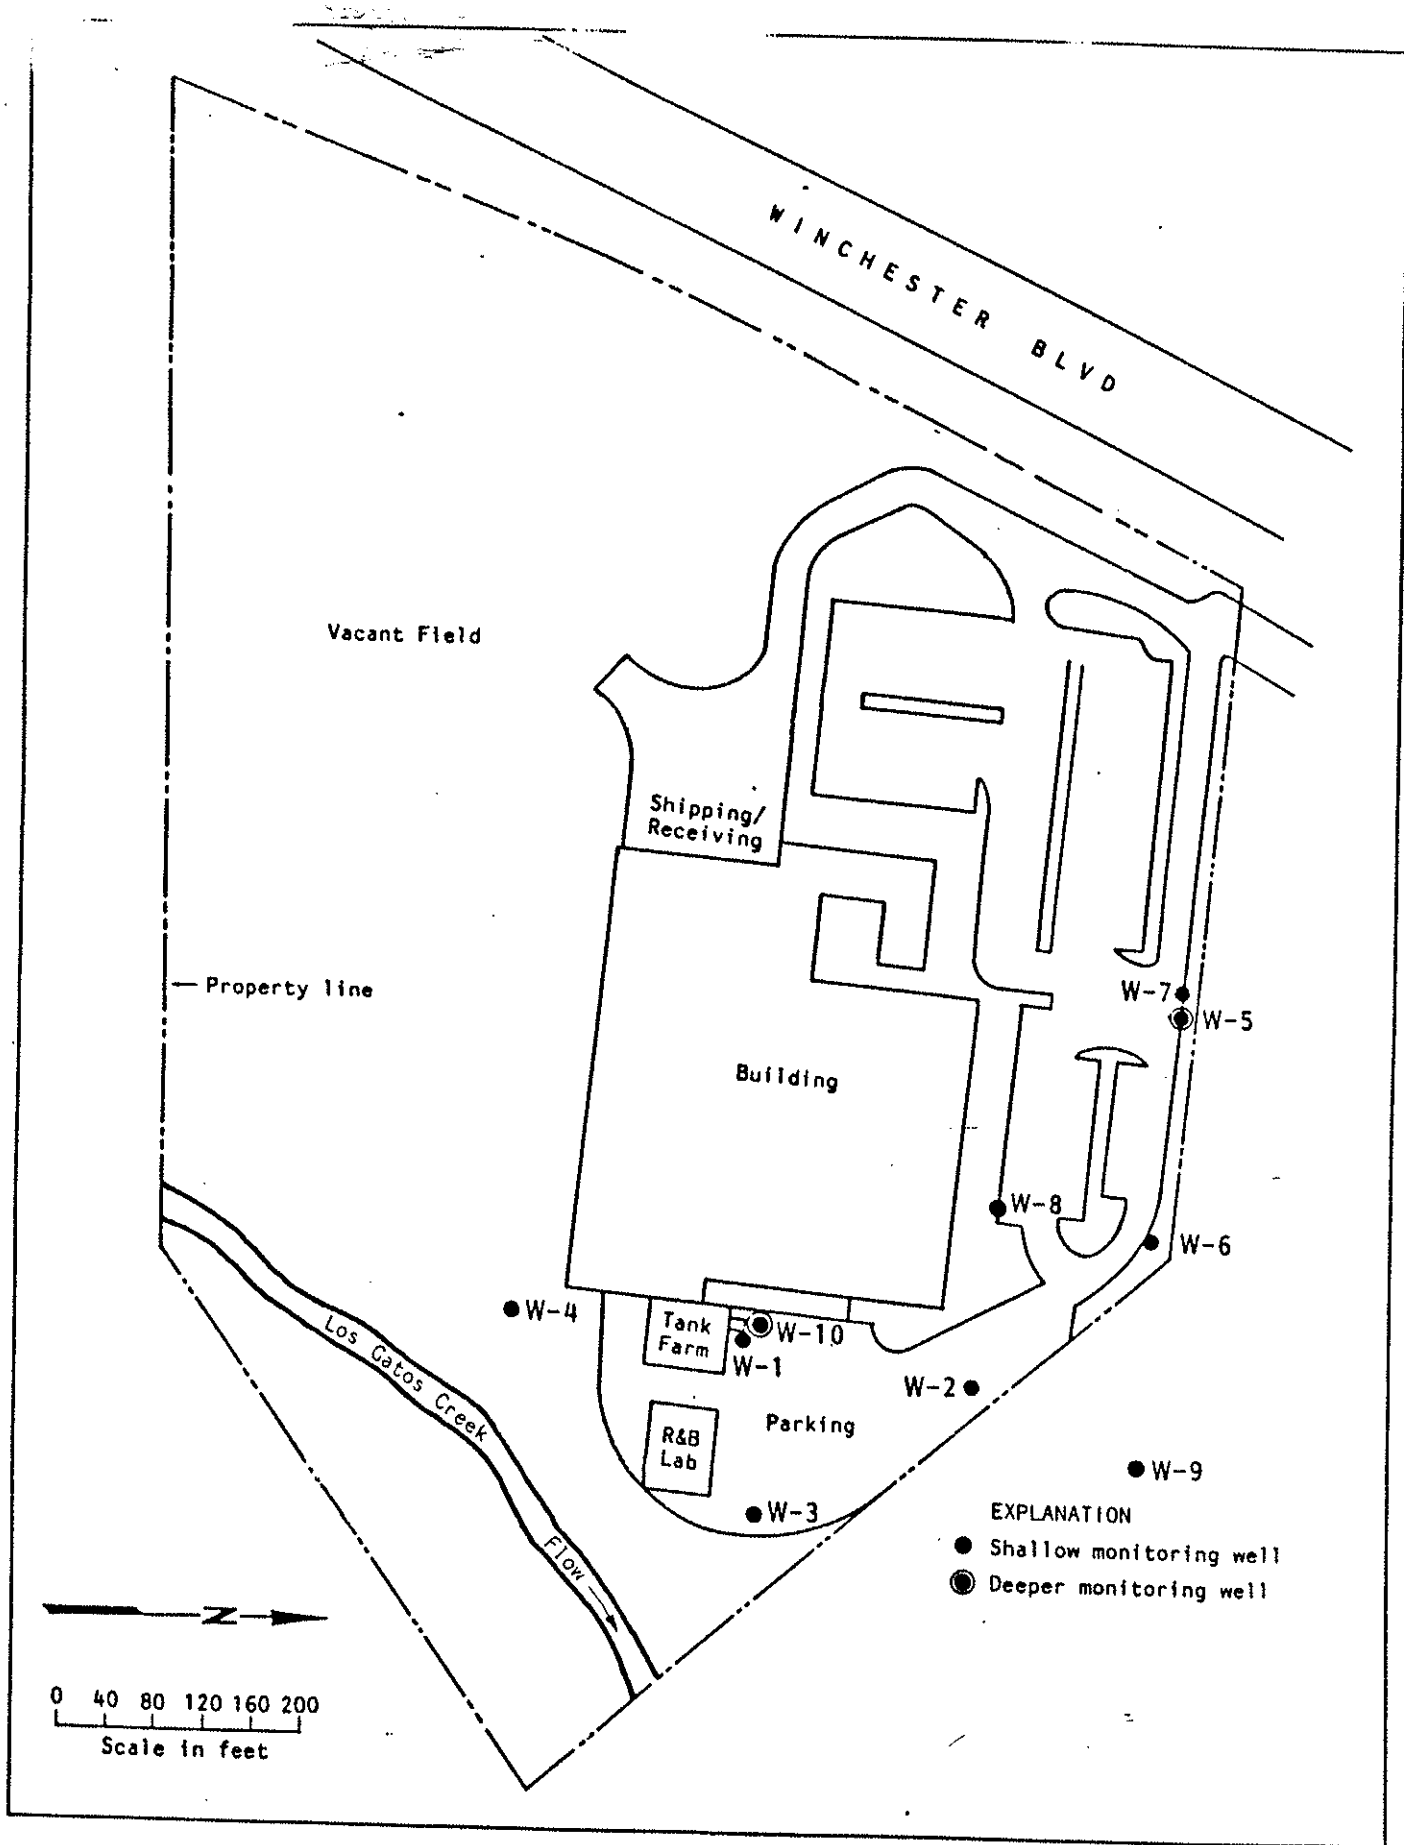 WINCHESTER BLVD
Vacant Field
Shipping/
Receiving
← Property line
W-7
W-5
Building
W-8
W-6
W-4
Tank
Farm
W-10
W-1
Los Gatos Creek
W-2
Parking
R&B
Lab
W-9
W-3
EXPLANATION
Shallow monitoring well
Deeper monitoring well
Flow
N
0 40 80 120 160 200
Scale in feet